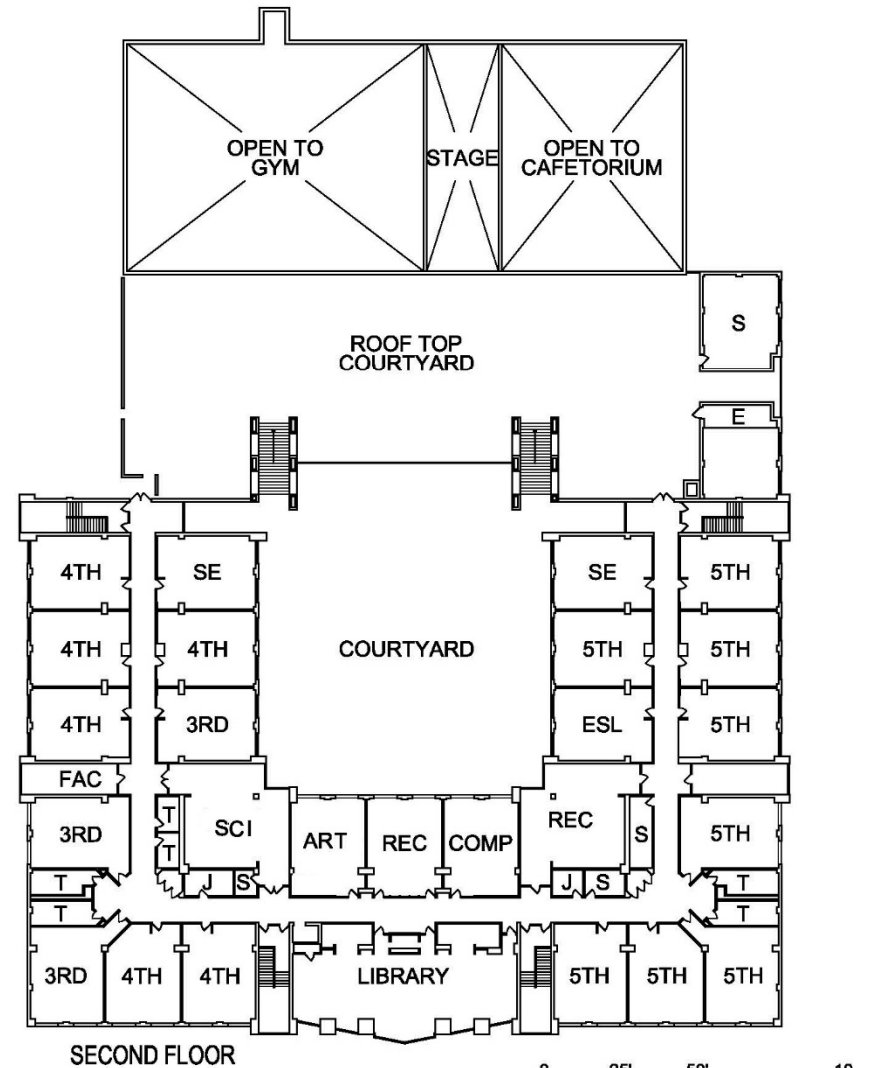 OPEN TO
GYM
STAGE
OPEN TO
CAFETORIUM
ROOF TOP
COURTYARD
S
E
4TH
SE
SE
5TH
4TH
4TH
COURTYARD
5TH
5TH
4TH
3RD
ESL
5TH
FAC
3RD
T
T
SCI
ART
REC
COMP
REC
S
5TH
T
J
S
J
S
T
T
T
3RD
4TH
4TH
LIBRARY
5TH
5TH
5TH
SECOND FLOOR